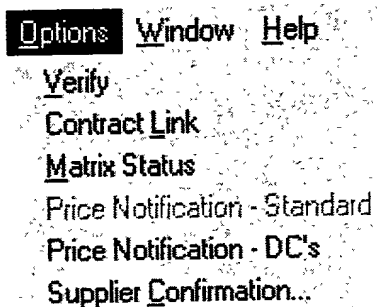 Options Window Help
Verify
Contract Link
Matrix Status
Price Notification - Standard
Price Notification - DC's
Supplier Confirmation...